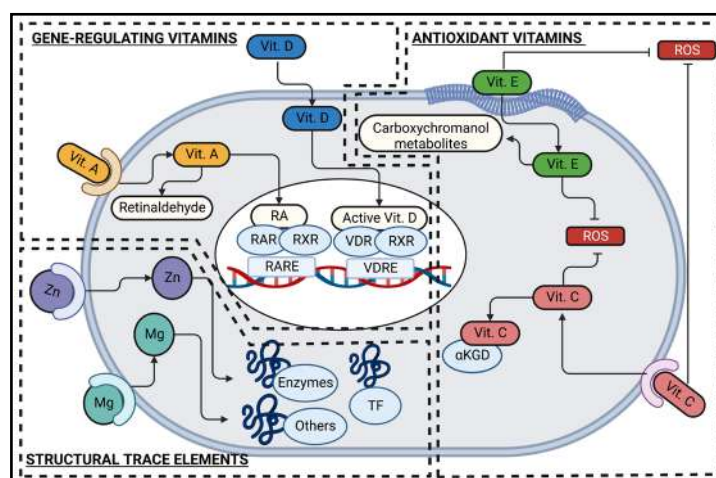 GENE-REGULATING VITAMINS
Vit. D
Vit. D
Vit. A
Vit. A
Retinaldehyde
RA
RAR
RXR
RARE
Active Vit. D
VDR
RXR
VDRE
ANTIOXIDANT VITAMINS
ROS
Vit. E
Carboxychromanol
metabolites
Vit. E
ROS
Vit. C
Vit. C
αKGD
Vit. C
Zn
Zn
Mg
Mg
Enzymes
Others
TF
STRUCTURAL TRACE ELEMENTS